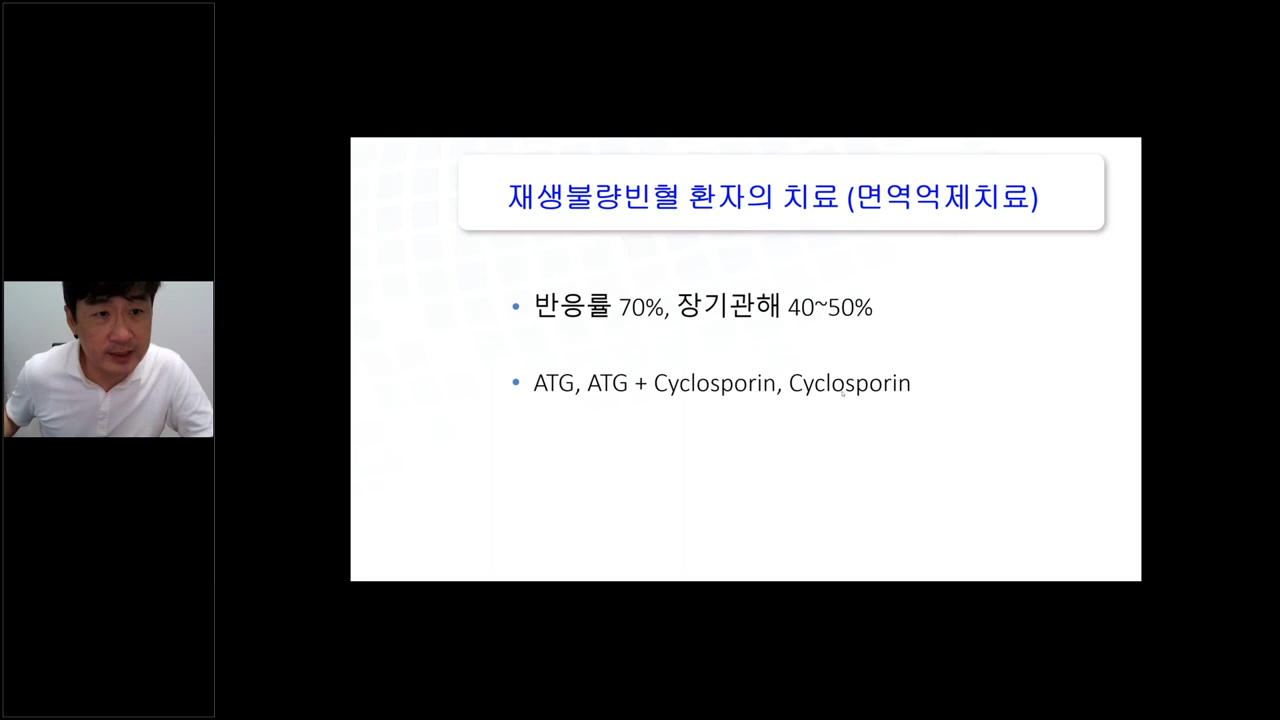 재생불량빈혈 환자의 치료 (면역억제치료)
• 반응률 70%, 장기관해 40~50%
• ATG, ATG + Cyclosporin, Cyclosporin